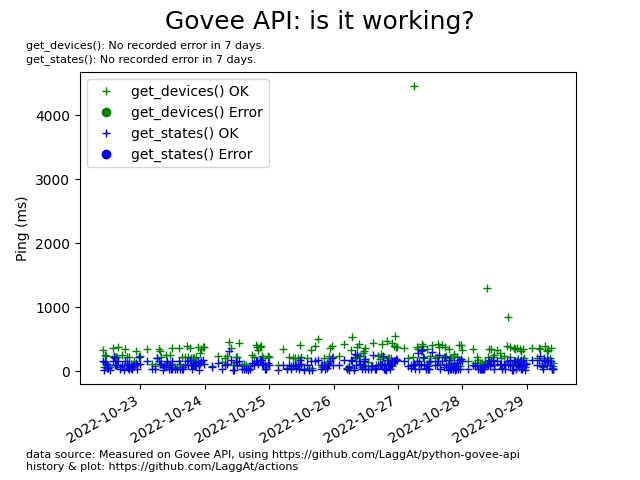 Govee API: is it working?
get_devices(): No recorded error in 7 days.
get_states(): No recorded error in 7 days.
get_devices() OK
get_devices() Error
get_states() OK
get_states() Error
Ping (ms)
4000
3000
2000
1000
0
2022-10-23
2022-10-24
2022-10-25
2022-10-26
2022-10-27
2022-10-28
2022-10-29
data source: Measured on Govee API, using https://github.com/LaggAt/python-govee-api
history & plot: https://github.com/LaggAt/actions